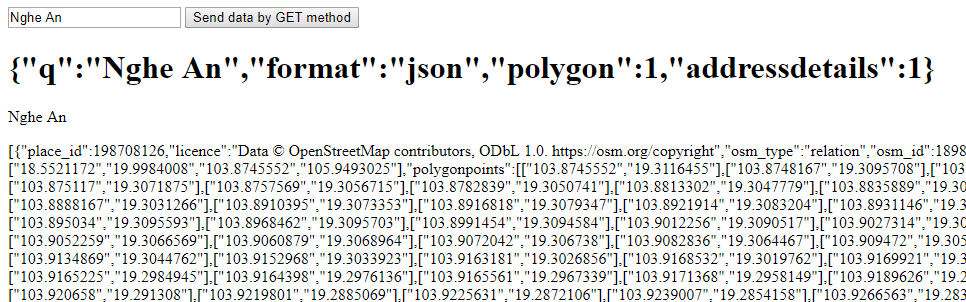 Nghe An Send data by GET method
{"q":"Nghe An","format":"json","polygon":1,"addressdetails":1}
Nghe An
[{"place_id":198708126,"licence":"Data © OpenStreetMap contributors, ODbL 1.0. https://osm.org/copyright","osm_type":"relation","osm_id":1898
["18.5521172","19.9984008","103.8745552","105.9493025"],"polygonpoints":[["103.8745552","19.3116455"],["103.8748167","19.3095708"],["103.
["103.875117","19.3071875"],["103.8757569","19.3056715"],["103.8782839","19.3050741"],["103.8813302","19.3047779"],["103.8835889","19.30
["103.8888167","19.3031266"],["103.8910395","19.3073353"],["103.8916818","19.3079347"],["103.8921914","19.3083204"],["103.8931146","19.3
["103.895034","19.3095593"],["103.8968462","19.3095703"],["103.8991454","19.3094584"],["103.9012256","19.3090517"],["103.9027314","19.30
["103.9052259","19.3066569"],["103.9060879","19.3068964"],["103.9072042","19.306738"],["103.9082836","19.3064467"],["103.909472","19.305
["103.9134869","19.3044762"],["103.9152968","19.3033923"],["103.9163181","19.3026856"],["103.9168532","19.3019762"],["103.9169921","19.3
["103.9165225","19.2984945"],["103.9164398","19.2976136"],["103.9165561","19.2967339"],["103.9171368","19.2958149"],["103.9189626","19.2
["103.920658","19.291308"],["103.9219801","19.2885069"],["103.9225631","19.2872106"],["103.9239007","19.2854158"],["103.9266563","19.283